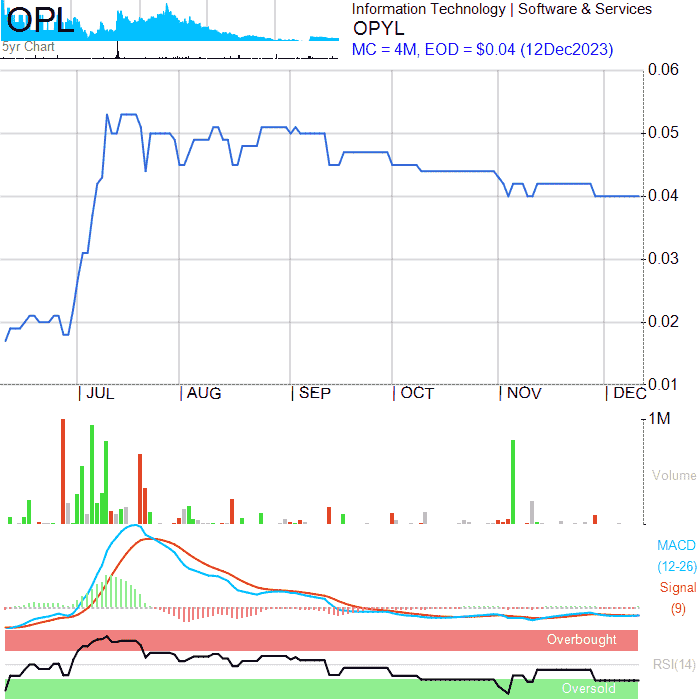 OPL
5yr Chart
Information Technology | Software & Services
OPYL
MC = 4M, EOD = $0.04 (12Dec2023)
0.06
0.05
0.04
0.03
0.02
0.01
| JUL | AUG | SEP | OCT | NOV | DEC
1M
Volume
MACD
(12-26)
Signal
(9)
Overbought
RSI(14)
Oversold